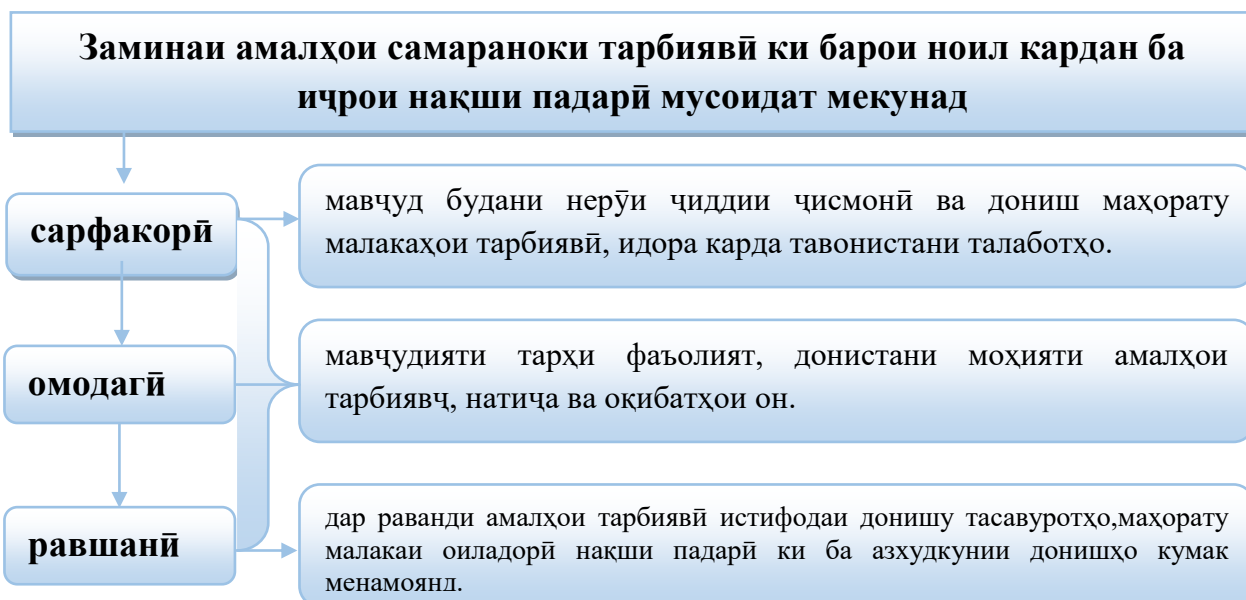 Заминаи амалҳои самараноки тарбиявӣ ки барои ноил кардан ба
иҷрои нақши падарӣ мусоидат мекунад
сарфакорӣ
мавҷуд будани нерӯи ҷиддии ҷисмонӣ ва дониш маҳорату
малакаҳои тарбиявӣ, идора карда тавонистани талаботҳо.
омодагӣ
мавҷудияти тарҳи фаъолият, донистани моҳияти амалҳои
тарбиявҷ, натиҷа ва оқибатҳои он.
равшанӣ
дар раванди амалҳои тарбиявӣ истифодаи донишу тасавуротҳо,маҳорату
малакаи оиладорӣ нақши падарӣ ки ба азхудкунии донишҳо кумак
менамоянд.